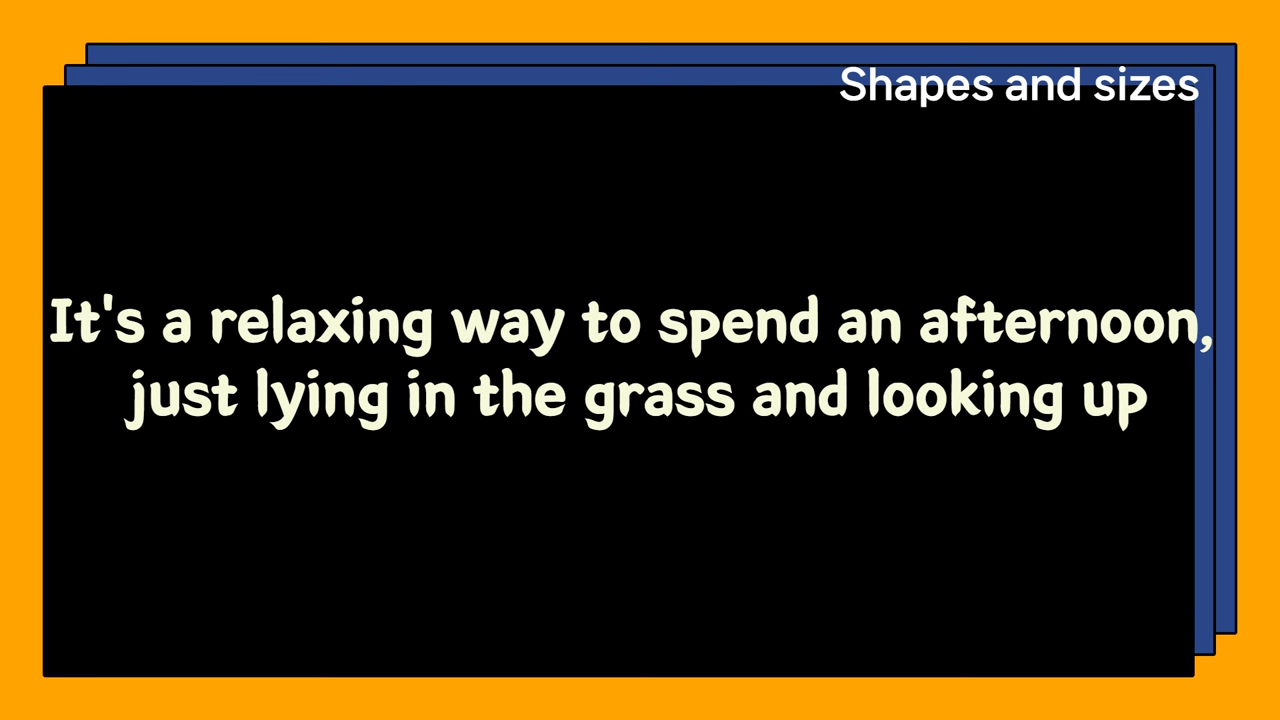 Shapes and sizes
It's a relaxing way to spend an afternoon,
just lying in the grass and looking up